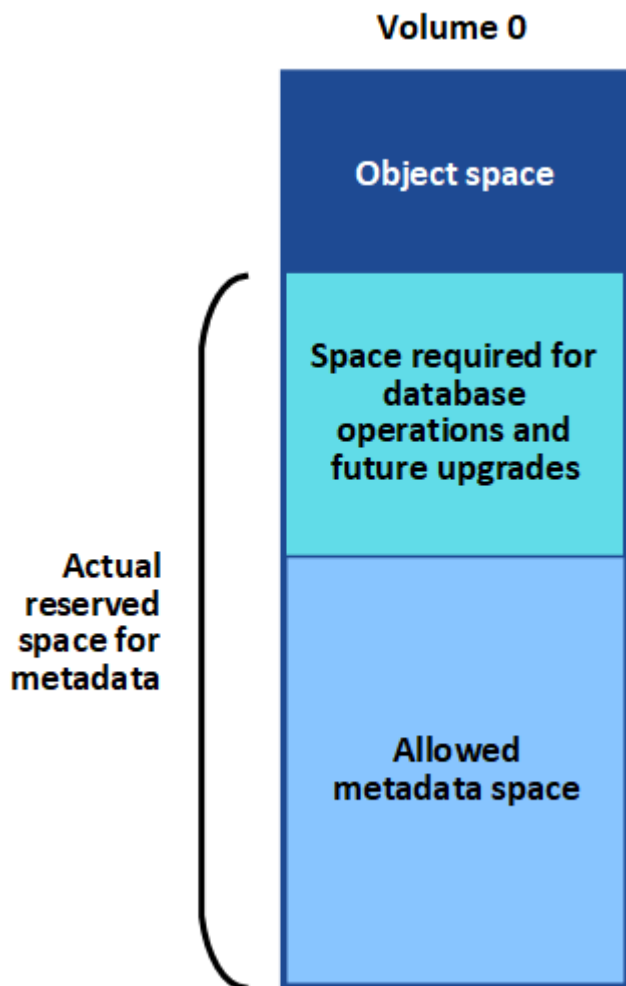 Volume 0
Object space
Space required for
database
operations and
future upgrades
Actual
reserved
space for
metadata
Allowed
metadata space